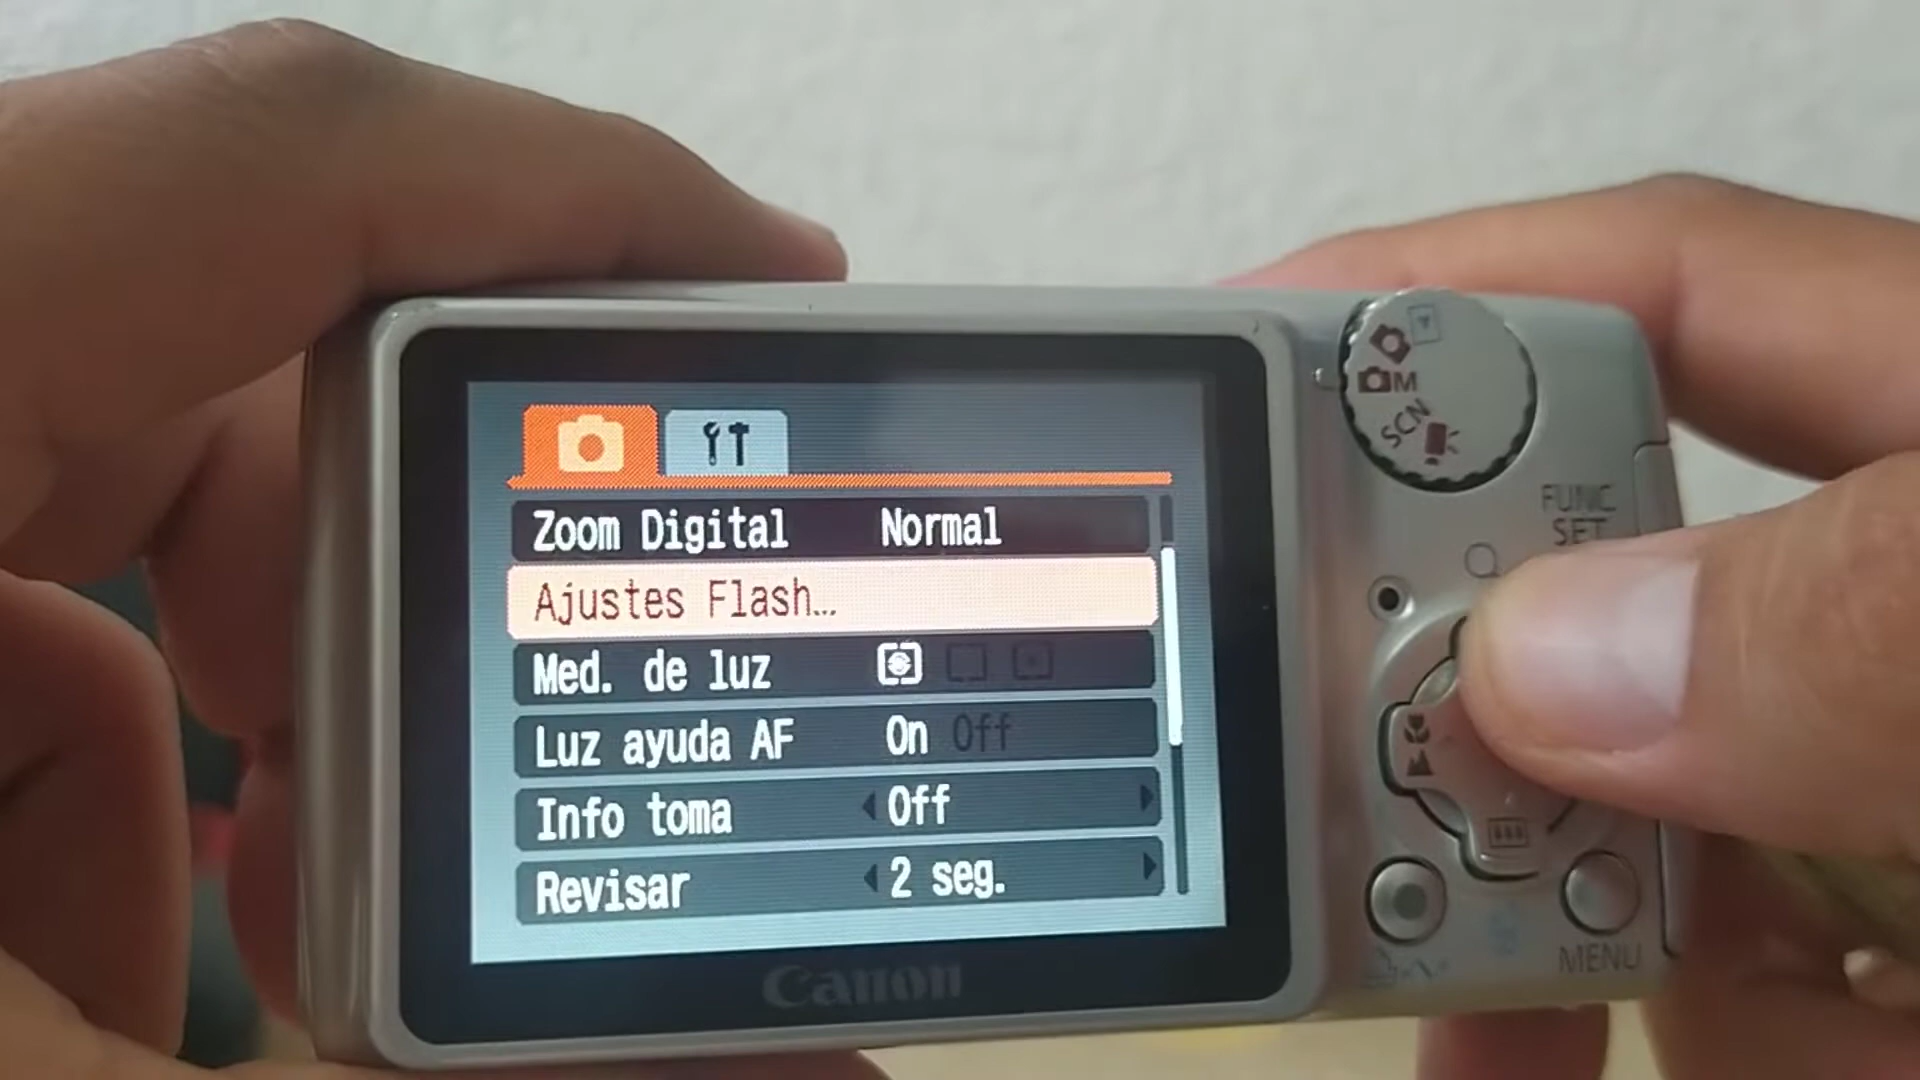 M
SCN
FUNC
SET
Zoom Digital Normal
Ajustes Flash...
Med. de luz
Luz ayuda AF On Off
Info toma Off
Revisar 2 seg.
MENU
Canon